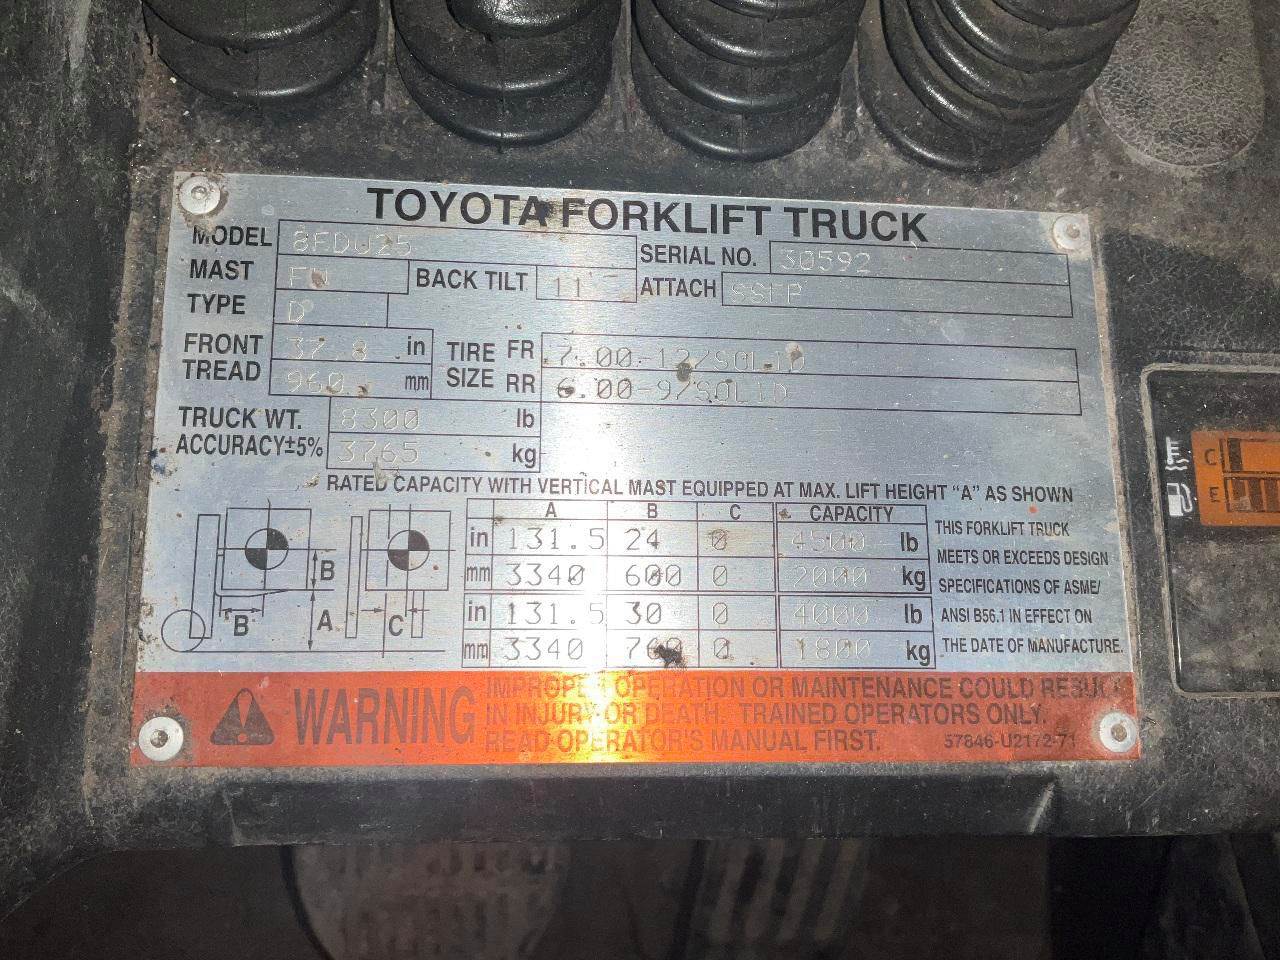 TOYOTA FORKLIFT TRUCK
MODEL 8FDU25 SERIAL NO. 30592
MAST BACK TILT 11 ATTACH SSFP
TYPE D
FRONT TREAD 37.8 in
960 mm
TIRE SIZE FR 7.00-12/SOLID
RR 6.00-9/SOLID
TRUCK WT. 8300 lb
ACCURACY±5% 3765 kg
RATED CAPACITY WITH VERTICAL MAST EQUIPPED AT MAX. LIFT HEIGHT "A" AS SHOWN
A B C CAPACITY
in 131.5 24 0 4500 lb
mm 3340 600 0 2000 kg
in 131.5 30 0 4000 lb
mm 3340 760 0 1800 kg
B
B
A
C
THIS FORKLIFT TRUCK
MEETS OR EXCEEDS DESIGN
SPECIFICATIONS OF ASME/
ANSI B56.1 IN EFFECT ON
THE DATE OF MANUFACTURE.
WARNING
IMPROPER OPERATION OR MAINTENANCE COULD RESULT
IN INJURY OR DEATH. TRAINED OPERATORS ONLY.
READ OPERATOR'S MANUAL FIRST.
57846-U2172-71
C
E